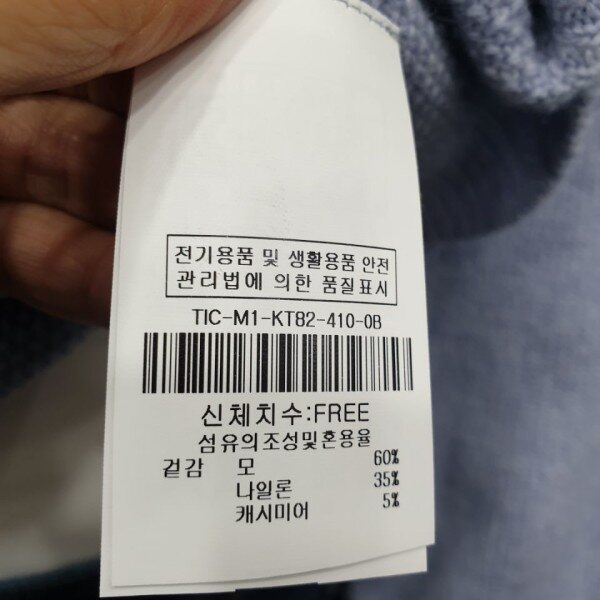 전기용품 및 생활용품 안전
관리법에 의한 품질표시
TIC-M1-KT82-410-0B
신체치수:FREE
섬유의조성및혼용율
겉감 모 60%
나일론 35%
캐시미어 5%